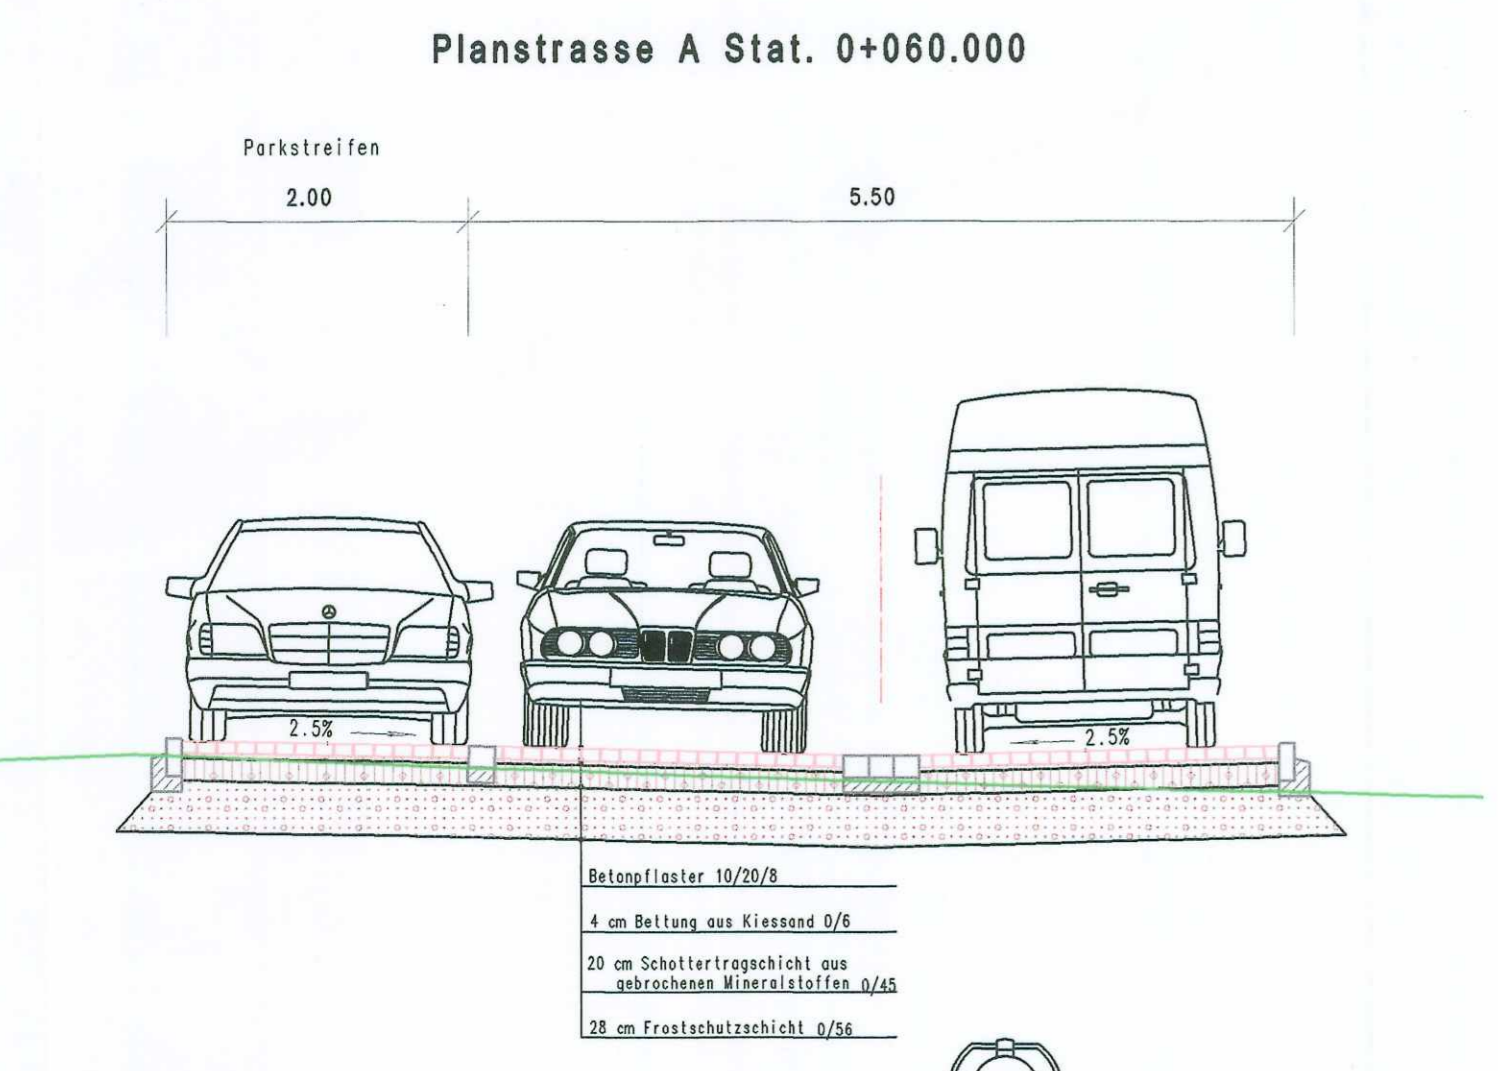 Planstrasse A Stat. 0+060.000
Parkstreifen
2.00
5.50
2.5%
2.5%
Betonpflaster 10/20/8
4 cm Bettung aus Kiessand 0/6
20 cm Schottertragschicht aus
gebrochenen Mineralstoffen 0/45
28 cm Frostschutzschicht 0/56